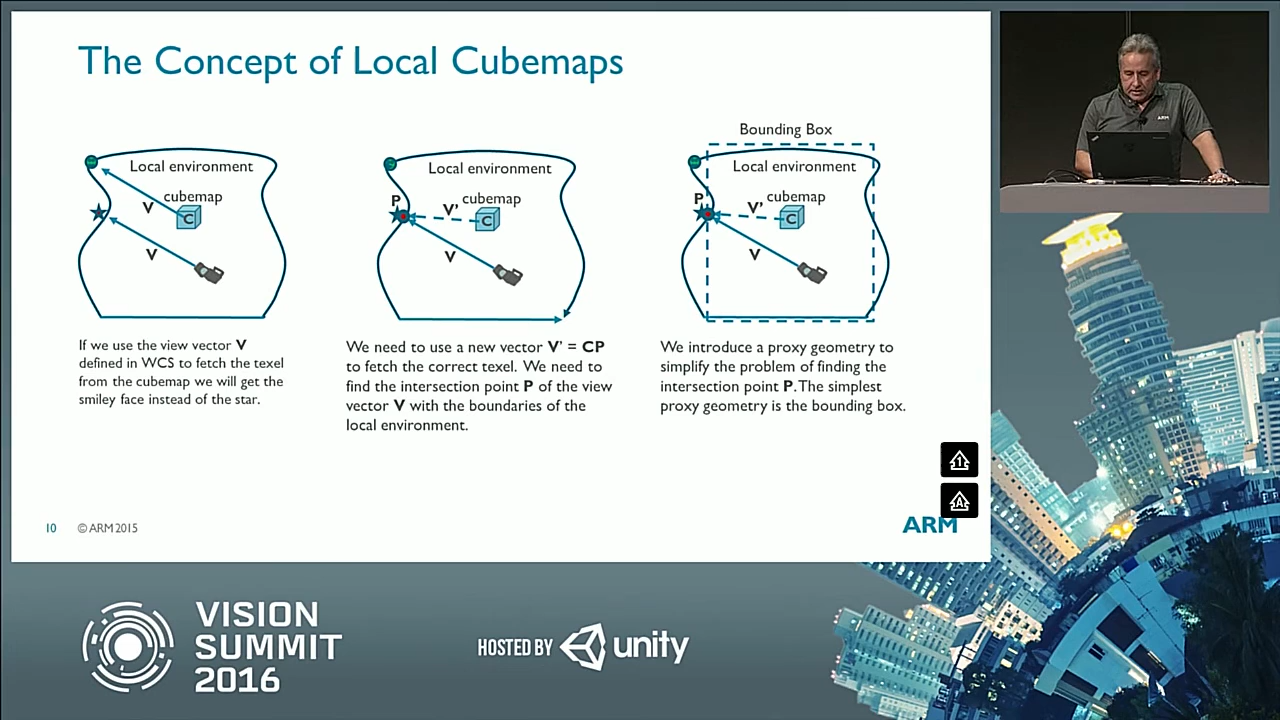 The Concept of Local Cubemaps
Local environment
cubemap
V
C
V
If we use the view vector V
defined in WCS to fetch the texel
from the cubemap we will get the
smiley face instead of the star.
Local environment
P
cubemap
V'
C
V
We need to use a new vector V' = CP
to fetch the correct texel. We need to
find the intersection point P of the view
vector V with the boundaries of the
local environment.
Bounding Box
Local environment
P
cubemap
V'
C
V
We introduce a proxy geometry to
simplify the problem of finding the
intersection point P. The simplest
proxy geometry is the bounding box.
1
A
10 © ARM 2015
ARM
ARM
VISION
SUMMIT
2016
HOSTED BY unity